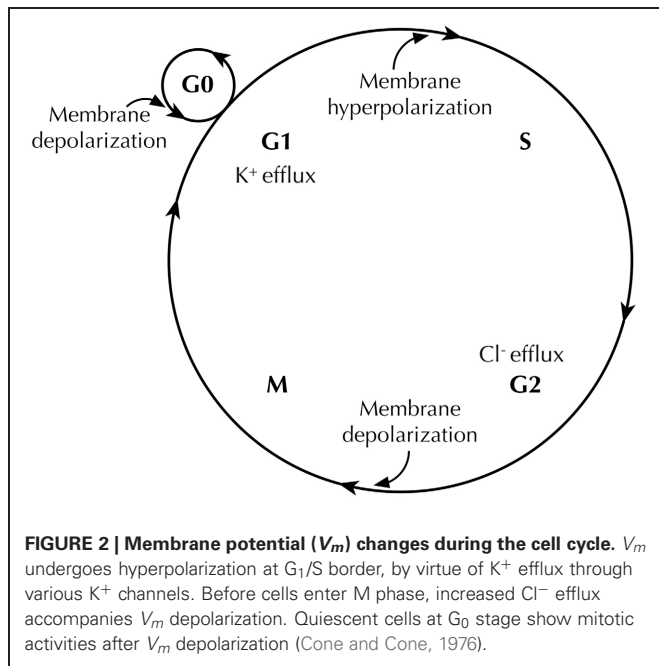 G0
Membrane
depolarization
Membrane
hyperpolarization
G1
K⁺ efflux
S
Cl⁻ efflux
G2
M
Membrane
depolarization
FIGURE 2 | Membrane potential (Vₘ) changes during the cell cycle. Vₘ
undergoes hyperpolarization at G₁/S border, by virtue of K⁺ efflux through
various K⁺ channels. Before cells enter M phase, increased Cl⁻ efflux
accompanies Vₘ depolarization. Quiescent cells at G₀ stage show mitotic
activities after Vₘ depolarization (Cone and Cone, 1976).